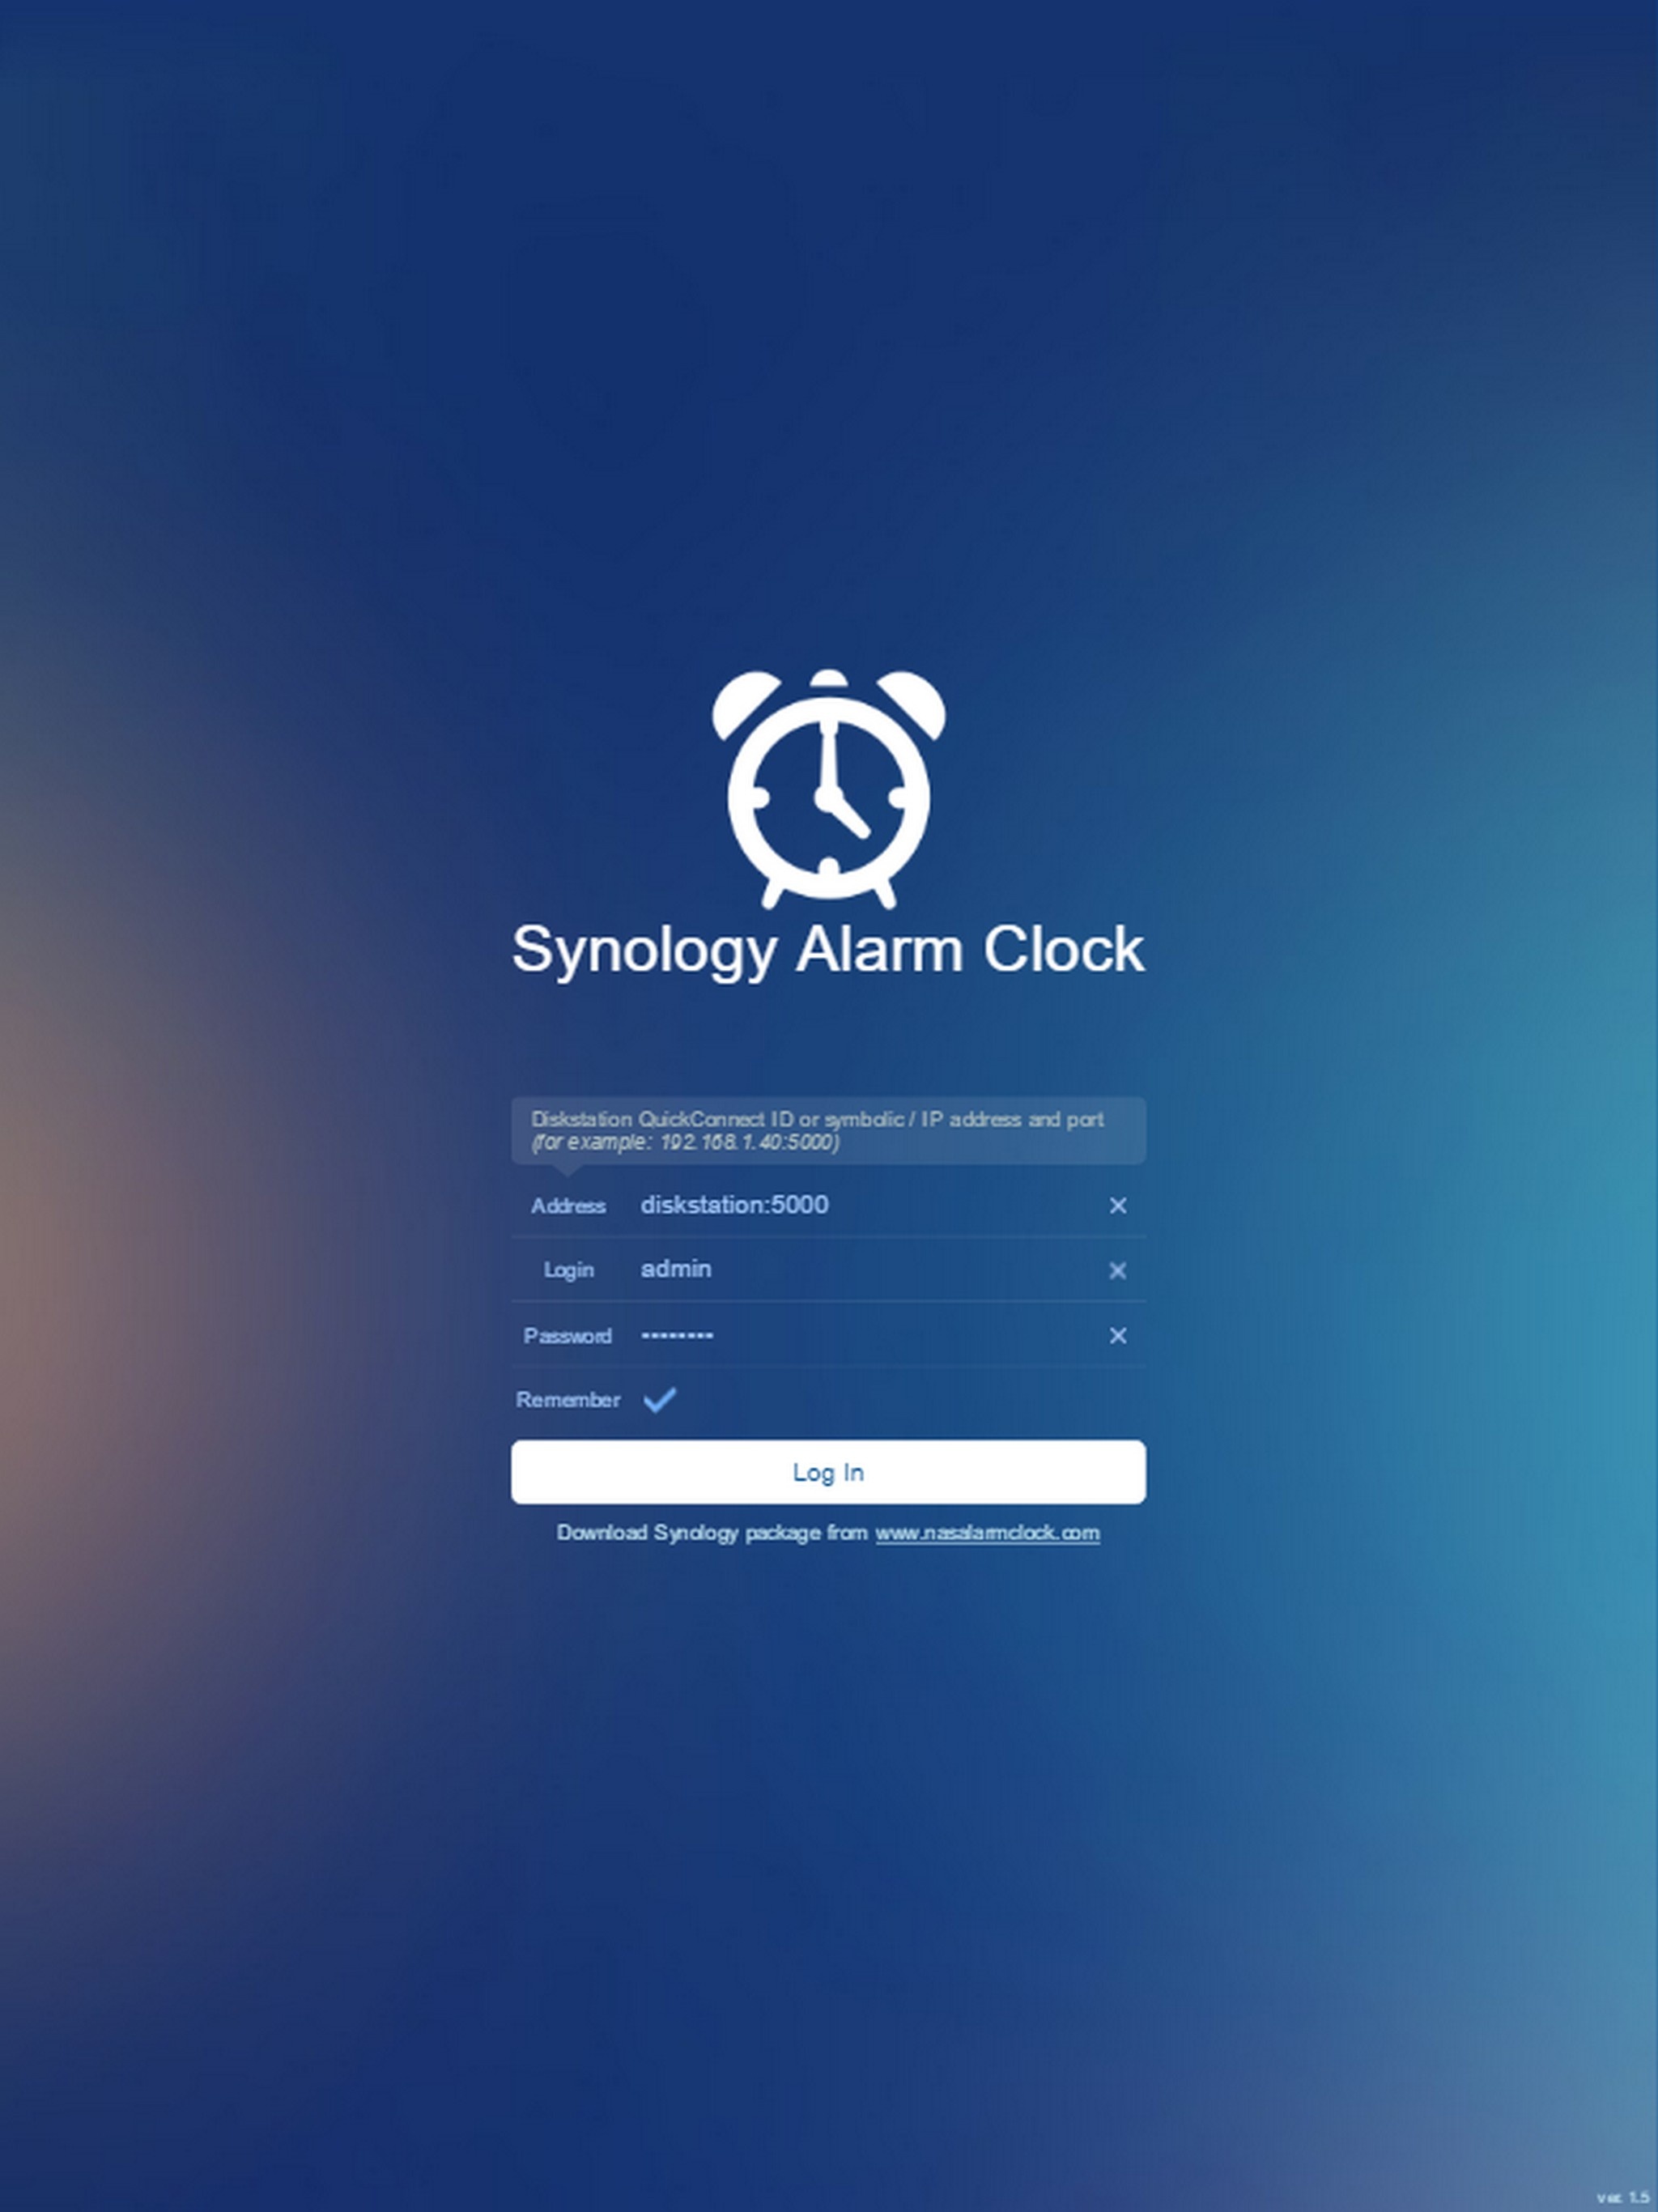 Synology Alarm Clock
Diskstation QuickConnect ID or symbolic / IP address and port
(for example: 192.168.1.40:5000)
Address diskstation:5000
Login admin
Password --------
Remember
Log In
Download Synology package from www.nasalarmclock.com
ver. 1.5